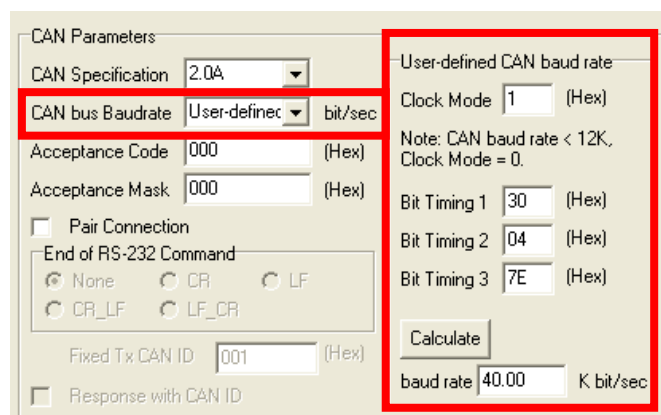 CAN Parameters
CAN Specification 2.0A
CAN bus Baudrate User-defined bit/sec
Acceptance Code 000 (Hex)
Acceptance Mask 000 (Hex)
Pair Connection
End of RS-232 Command
None CR LF
CR_LF LF_CR
Fixed Tx CAN ID 001 (Hex)
Response with CAN ID
User-defined CAN baud rate
Clock Mode 1 (Hex)
Note: CAN baud rate < 12K,
Clock Mode = 0.
Bit Timing 1 30 (Hex)
Bit Timing 2 04 (Hex)
Bit Timing 3 7E (Hex)
Calculate
baud rate 40.00 K bit/sec